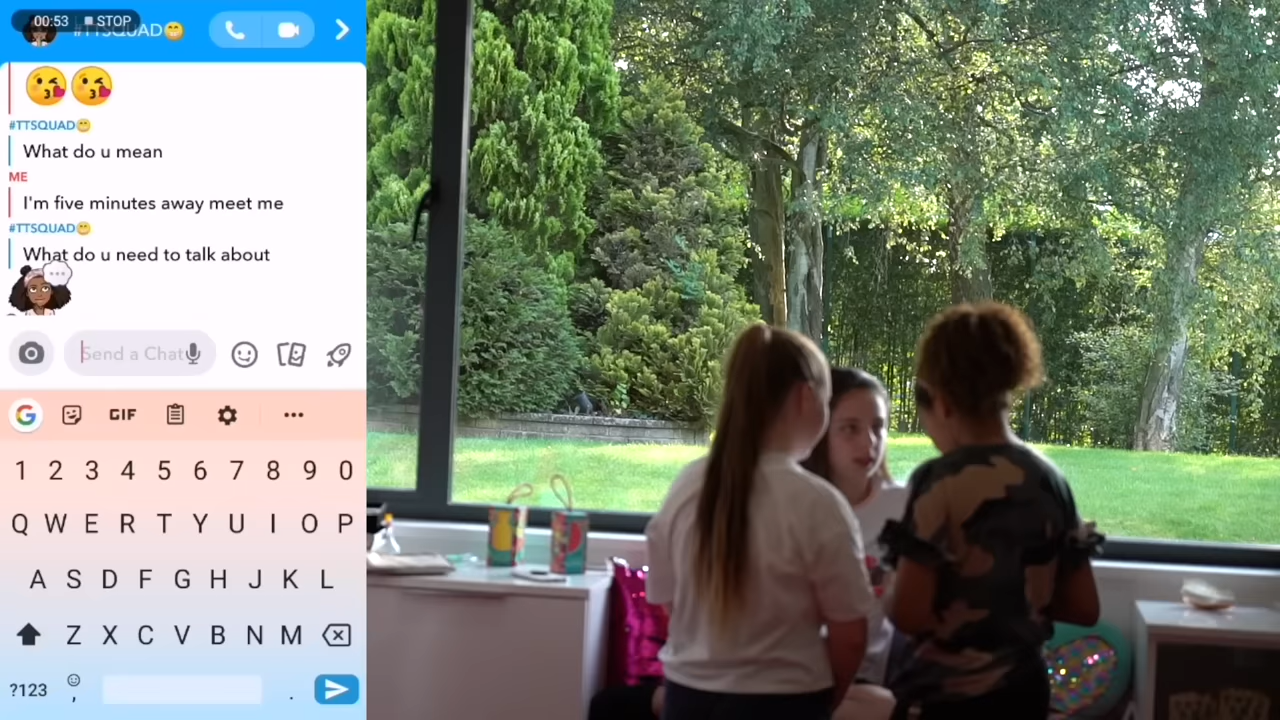 00:53 STOP
#TTSQUAD😁
😘😘
#TTSQUAD😁
What do u mean
ME
I'm five minutes away meet me
#TTSQUAD😁
What do u need to talk about
Send a Chat
GIF
1 2 3 4 5 6 7 8 9 0
Q W E R T Y U I O P
A S D F G H J K L
Z X C V B N M
?123 , .